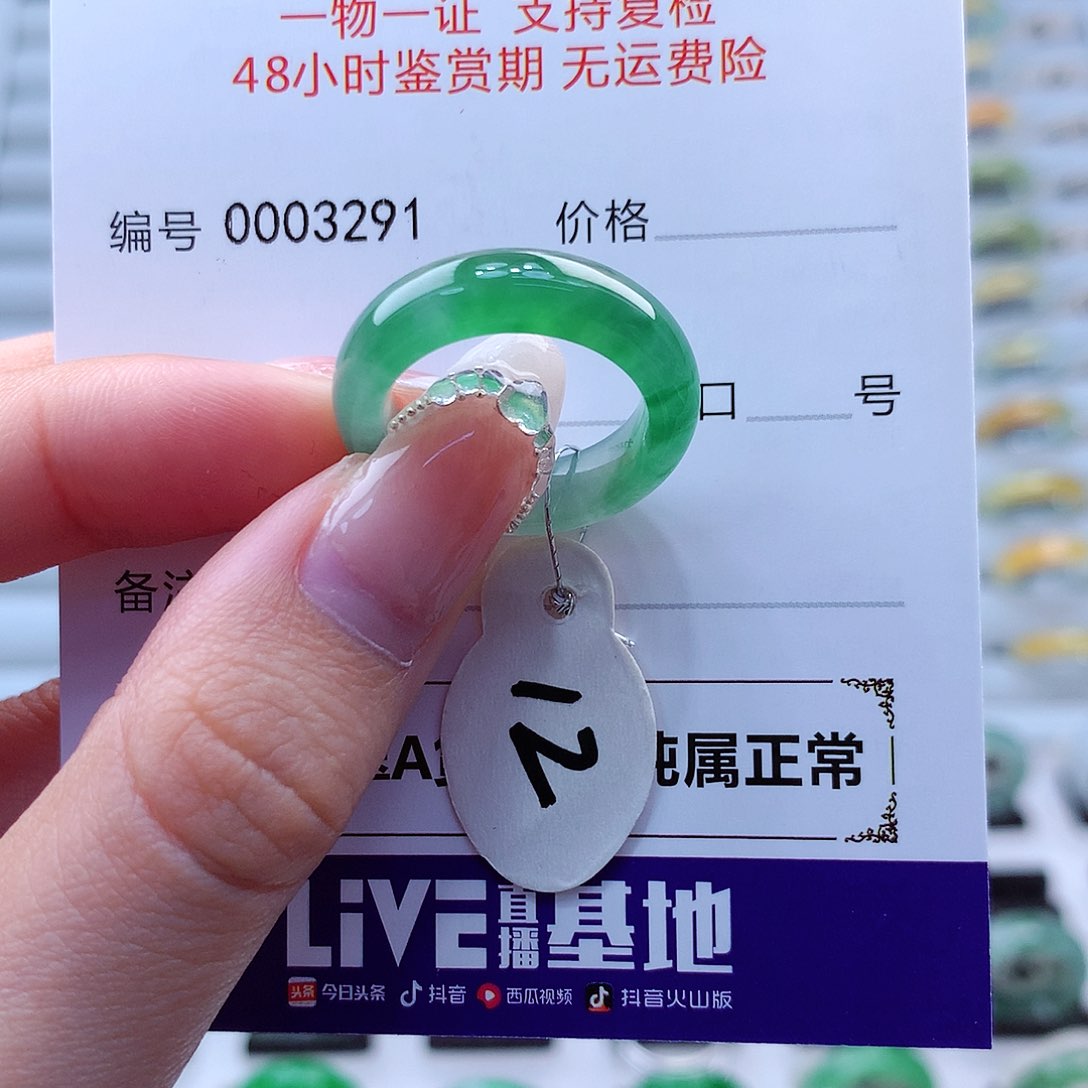 一物一证 支持复检
48小时鉴赏期 无运费险
编号 0003291 价格
口 号
备注
A 纯属正常
12
LiVE直播基地
头条 今日头条 抖音 西瓜视频 抖音火山版